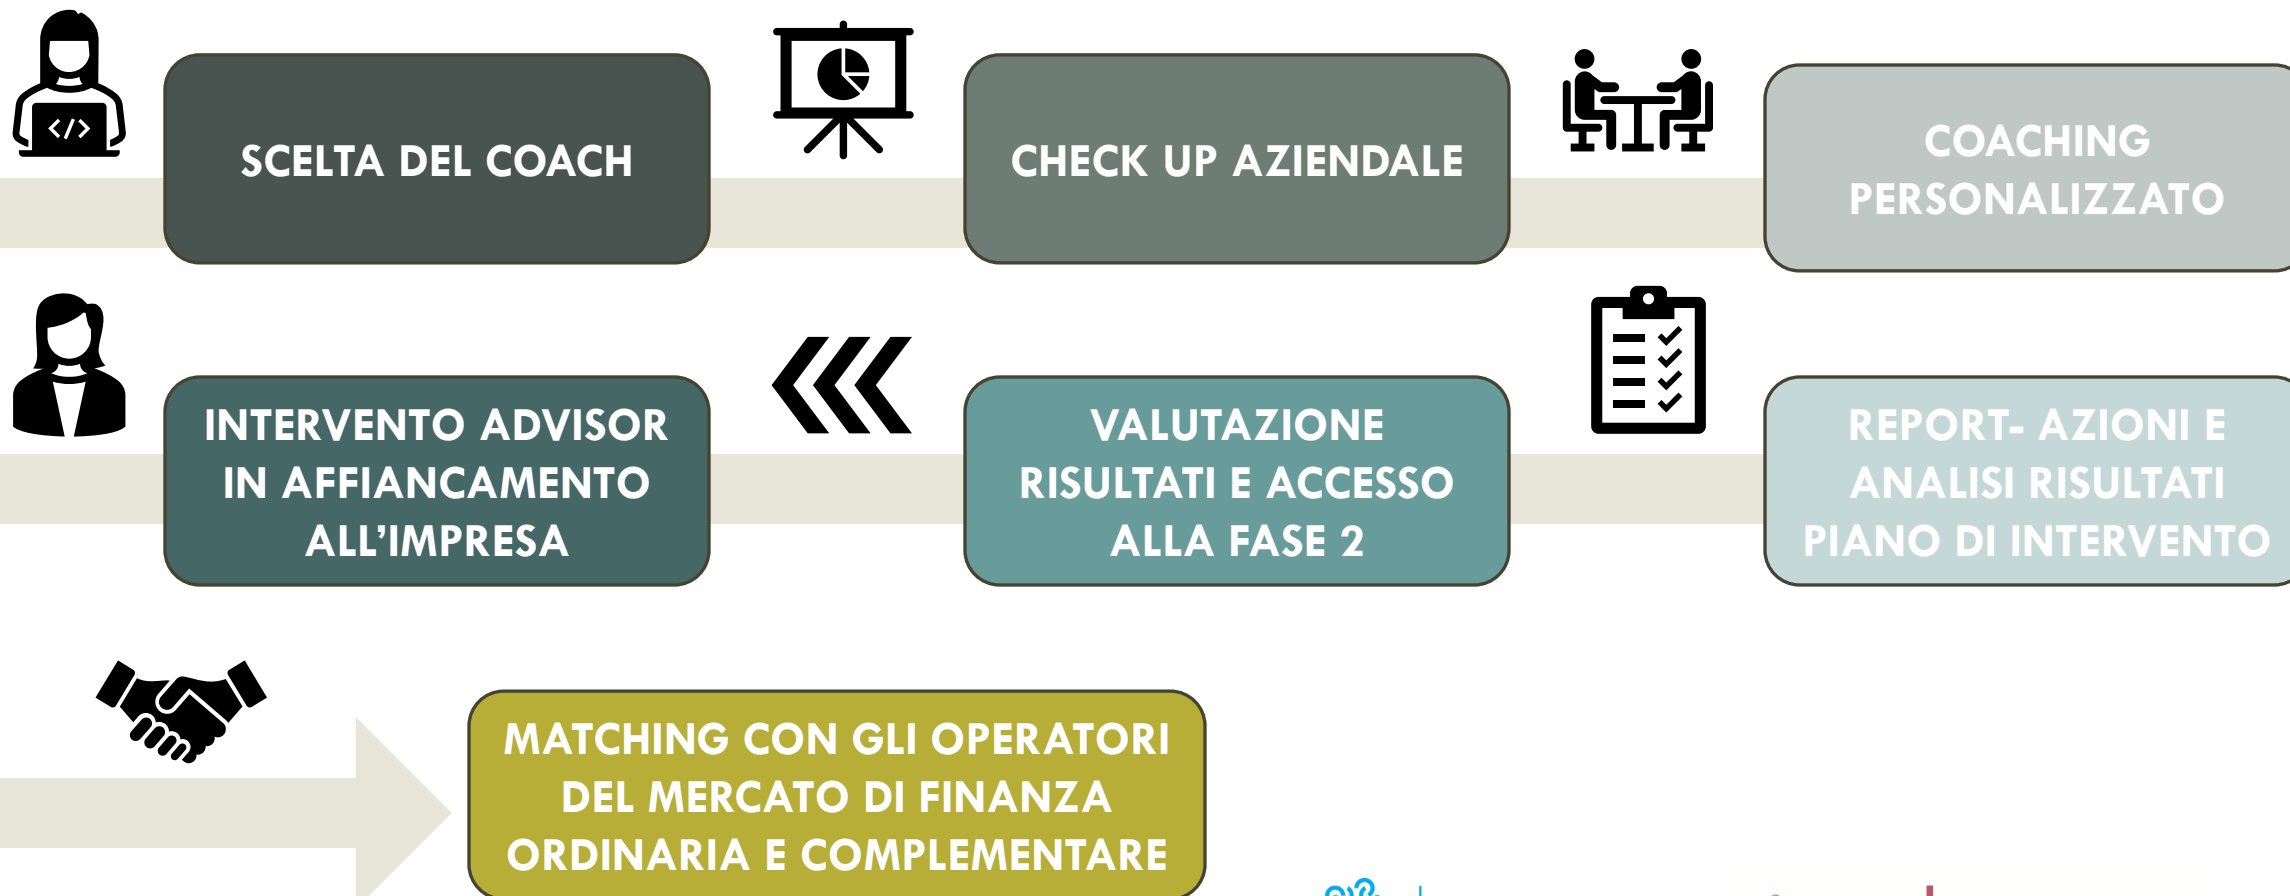 SCELTA DEL COACH
CHECK UP AZIENDALE
COACHING
PERSONALIZZATO
INTERVENTO ADVISOR
IN AFFIANCAMENTO
ALL’IMPRESA
VALUTAZIONE
RISULTATI E ACCESSO
ALLA FASE 2
REPORT- AZIONI E
ANALISI RISULTATI
PIANO DI INTERVENTO
MATCHING CON GLI OPERATORI
DEL MERCATO DI FINANZA
ORDINARIA E COMPLEMENTARE